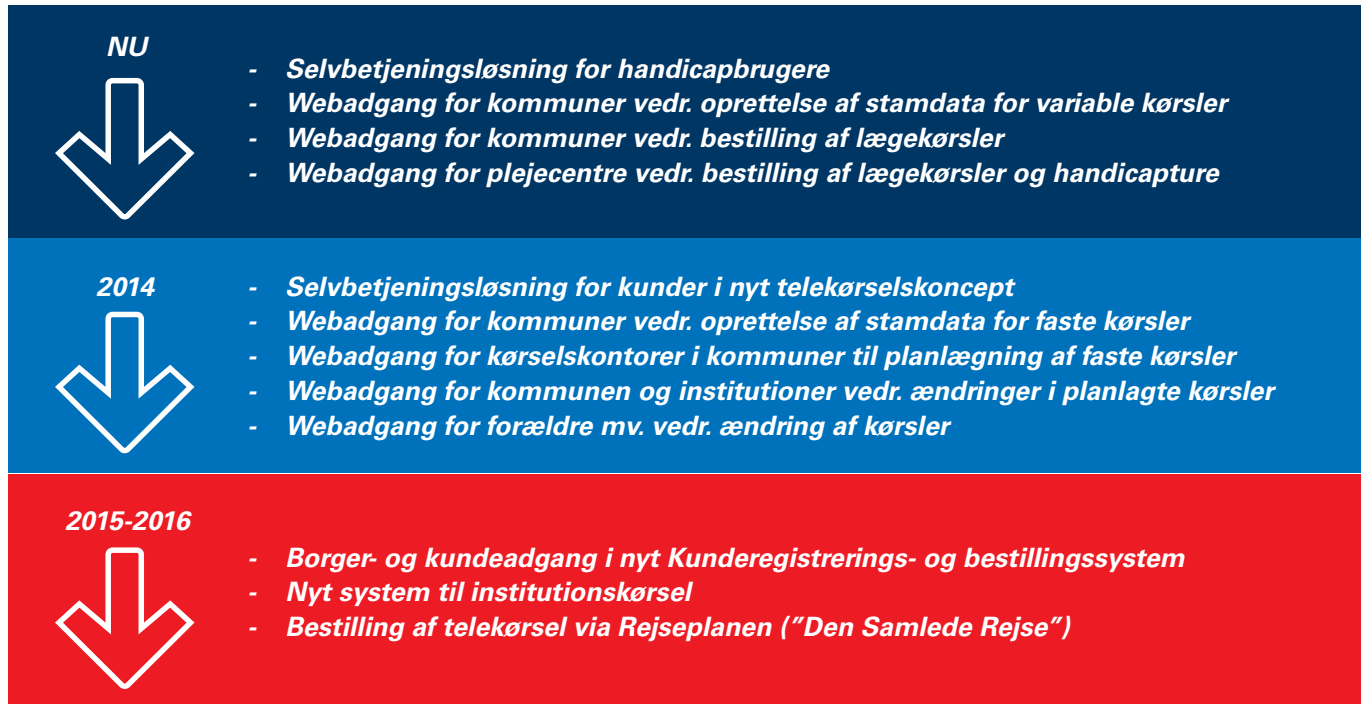 NU
- Selvbetjeningsløsning for handicapbrugere
- Webadgang for kommuner vedr. oprettelse af stamdata for variable kørsler
- Webadgang for kommuner vedr. bestilling af lægekørsler
- Webadgang for plejecentre vedr. bestilling af lægekørsler og handicapture
2014
- Selvbetjeningsløsning for kunder i nyt telekørselskoncept
- Webadgang for kommuner vedr. oprettelse af stamdata for faste kørsler
- Webadgang for kørselskontorer i kommuner til planlægning af faste kørsler
- Webadgang for kommunen og institutioner vedr. ændringer i planlagte kørsler
- Webadgang for forældre mv. vedr. ændring af kørsler
2015-2016
- Borger- og kundeadgang i nyt Kunderegistrerings- og bestillingssystem
- Nyt system til institutionskørsel
- Bestilling af telekørsel via Rejseplanen (”Den Samlede Rejse”)